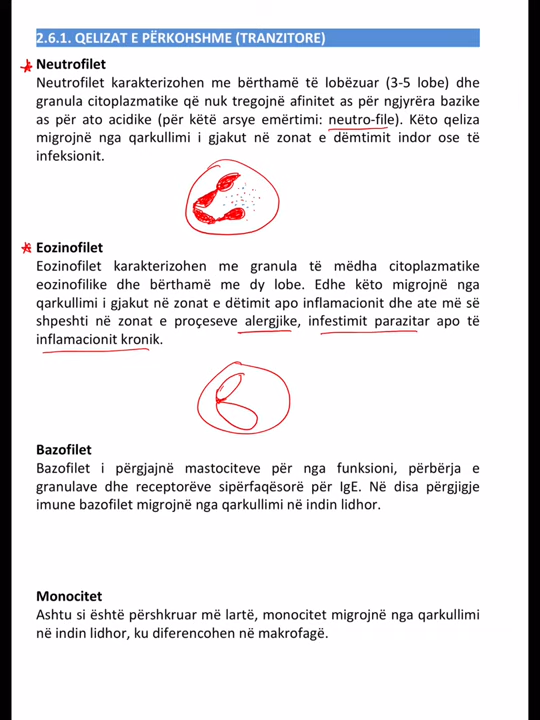 2.6.1. QELIZAT E PËRKOHSHME (TRANZITORE)
Neutrofilet
Neutrofilet karakterizohen me bërthamë të lobëzuar (3-5 lobe) dhe
granula citoplazmatike që nuk tregojnë afinitet as për ngjyrëra bazike
as për ato acidike (për këtë arsye emërtimi: neutro-file). Këto qeliza
migrojnë nga qarkullimi i gjakut në zonat e dëmtimit indor ose të
infeksionit.
Eozinofilet
Eozinofilet karakterizohen me granula të mëdha citoplazmatike
eozinofilike dhe bërthamë me dy lobe. Edhe këto migrojnë nga
qarkullimi i gjakut në zonat e dëtimit apo inflamacionit dhe ate më së
shpeshti në zonat e proçeseve alergjike, infestimit parazitar apo të
inflamacionit kronik.
Bazofilet
Bazofilet i përgjajnë mastociteve për nga funksioni, përbërja e
granulave dhe receptorëve sipërfaqësorë për IgE. Në disa përgjigje
imune bazofilet migrojnë nga qarkullimi në indin lidhor.
Monocitet
Ashtu si është përshkruar më lartë, monocitet migrojnë nga qarkullimi
në indin lidhor, ku diferencohen në makrofagë.